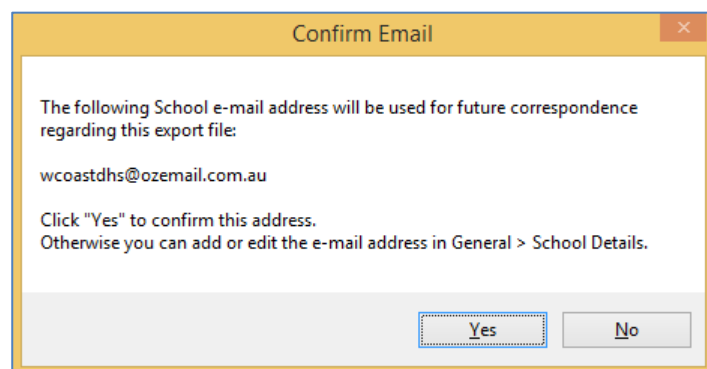 Confirm Email
The following School e-mail address will be used for future correspondence
regarding this export file:
wcoastdhs@ozemail.com.au
Click "Yes" to confirm this address.
Otherwise you can add or edit the e-mail address in General > School Details.
Yes No